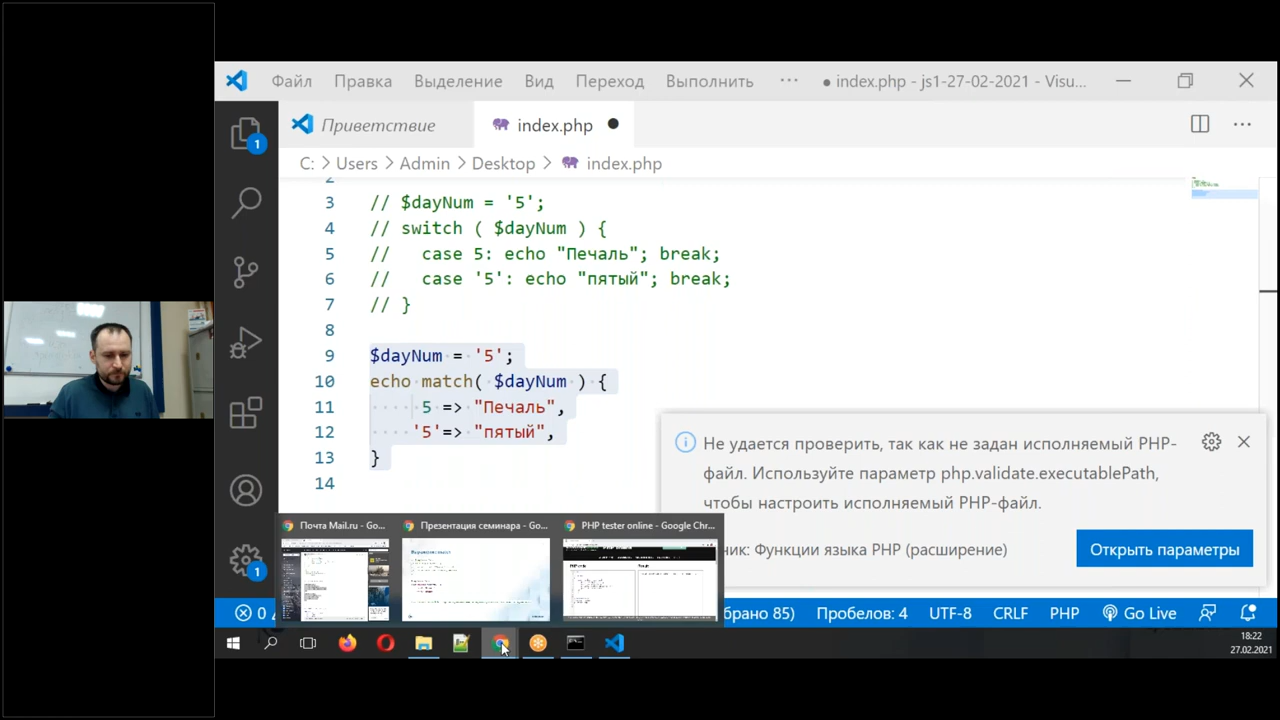 Файл Правка Выделение Вид Переход Выполнить ··· ● index.php - js1-27-02-2021 - Visu...
Приветствие index.php ●
C: > Users > Admin > Desktop > index.php
2
3 // $dayNum = '5';
4 // switch ( $dayNum ) {
5 //   case 5: echo "Печаль"; break;
6 //   case '5': echo "пятый"; break;
7 // }
8
9 $dayNum = '5';
10 echo match( $dayNum ) {
11     5 => "Печаль",
12     '5'=> "пятый",
13 }
14
1
1
Не удается проверить, так как не задан исполняемый PHP-
файл. Используйте параметр php.validate.executablePath,
чтобы настроить исполняемый PHP-файл.
чник: Функции языка PHP (расширение)
Открыть параметры
Почта Mail.ru - Go... Презентация семинара - Go... PHP tester online - Google Chr...
0 брано 85) Пробелов: 4 UTF-8 CRLF PHP Go Live
18:22
27.02.2021